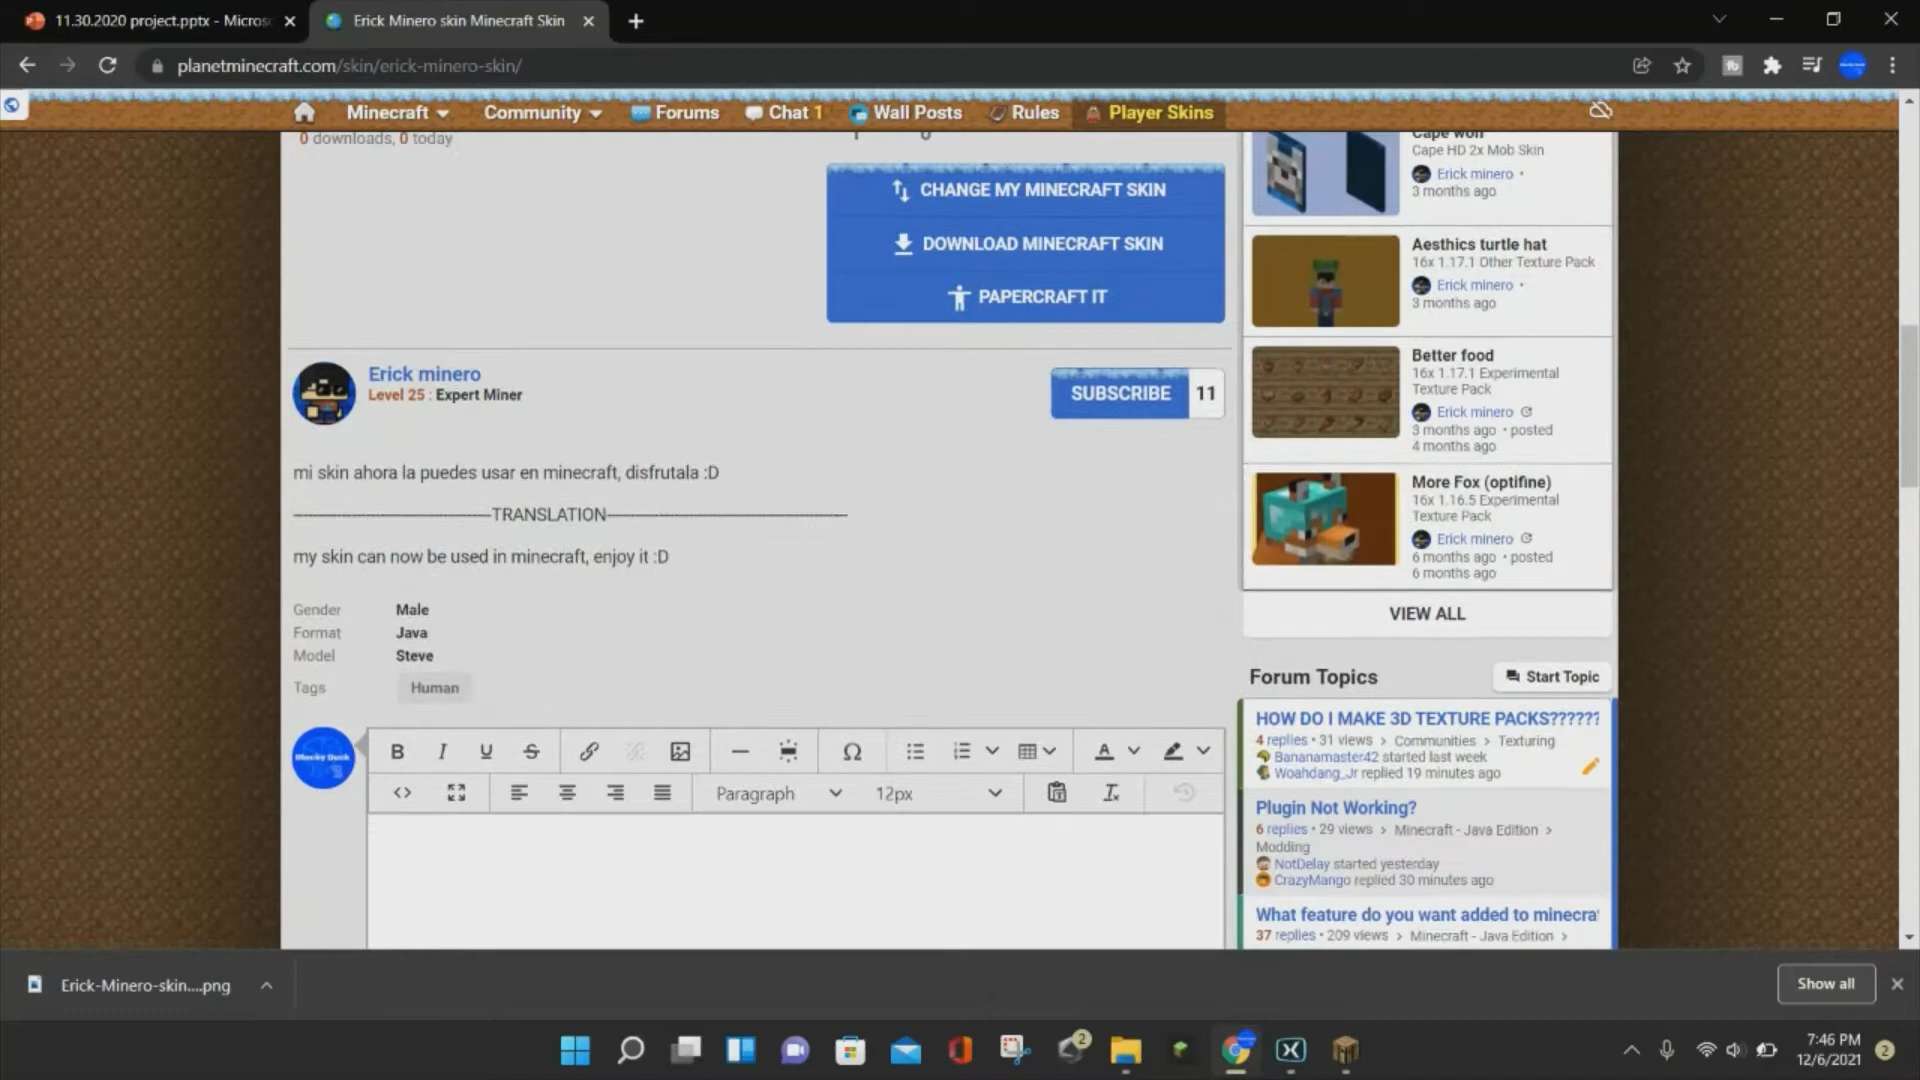 11.30.2020 project.pptx - Micros
Erick Minero skin Minecraft Skin
planetminecraft.com/skin/erick-minero-skin/
Minecraft
Community
Forums
Chat 1
Wall Posts
Rules
Player Skins
0 downloads, 0 today
CHANGE MY MINECRAFT SKIN
DOWNLOAD MINECRAFT SKIN
PAPERCRAFT IT
Erick minero
Level 25 : Expert Miner
SUBSCRIBE 11
mi skin ahora la puedes usar en minecraft, disfrutala :D
TRANSLATION
my skin can now be used in minecraft, enjoy it :D
Gender Male
Format Java
Model Steve
Tags Human
Blocky Duck
Paragraph 12px
Cape won
Cape HD 2x Mob Skin
Erick minero •
3 months ago
Aesthics turtle hat
16x 1.17.1 Other Texture Pack
Erick minero •
3 months ago
Better food
16x 1.17.1 Experimental
Texture Pack
Erick minero
3 months ago • posted
4 months ago
More Fox (optifine)
16x 1.16.5 Experimental
Texture Pack
Erick minero
6 months ago • posted
6 months ago
VIEW ALL
Forum Topics
Start Topic
HOW DO I MAKE 3D TEXTURE PACKS??????
4 replies • 31 views > Communities > Texturing
Bananamaster42 started last week
Woahdang_Jr replied 19 minutes ago
Plugin Not Working?
6 replies • 29 views > Minecraft - Java Edition >
Modding
NotDelay started yesterday
CrazyMango replied 30 minutes ago
What feature do you want added to minecra
37 replies • 209 views > Minecraft - Java Edition >
Erick-Minero-skin....png
Show all
2
7:46 PM
12/6/2021
2